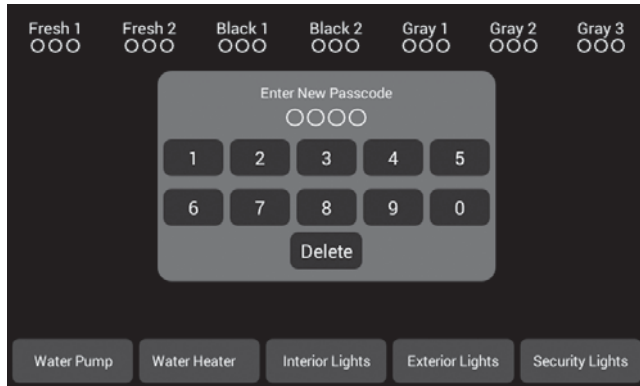 Fresh 1 Fresh 2 Black 1 Black 2 Gray 1 Gray 2 Gray 3
Enter New Passcode
1 2 3 4 5
6 7 8 9 0
Delete
Water Pump Water Heater Interior Lights Exterior Lights Security Lights